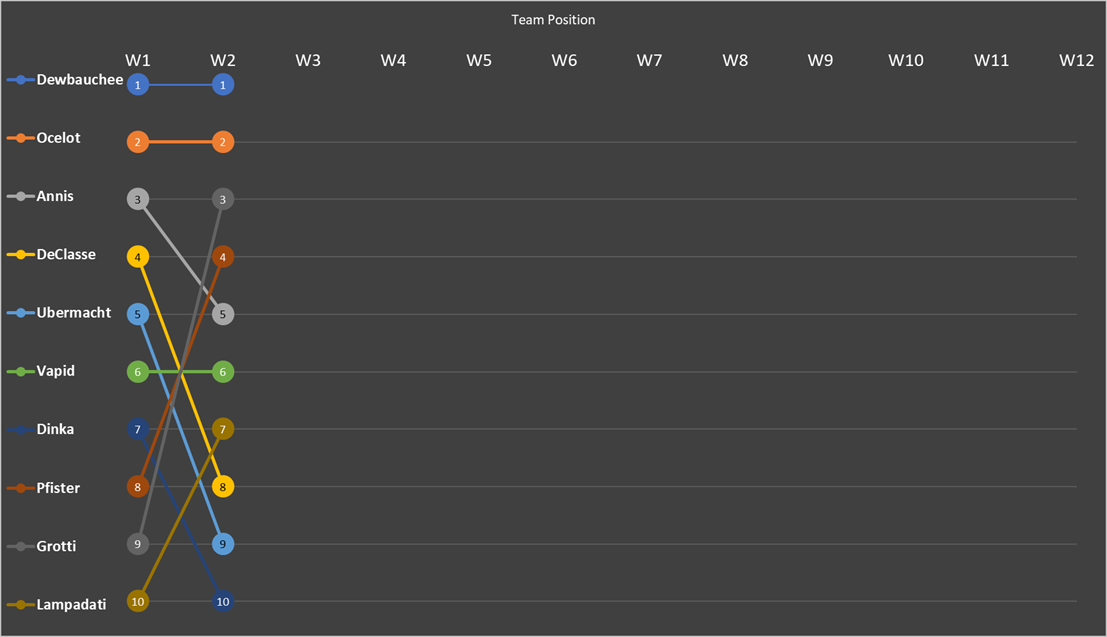 Team Position
W1 W2 W3 W4 W5 W6 W7 W8 W9 W10 W11 W12
Dewbauchee 1 1
Ocelot 2 2
Annis 3 3
DeClasse 4 4
Ubermacht 5 5
Vapid 6 6
Dinka 7 7
Pfister 8 8
Grotti 9 9
Lampadati 10 10